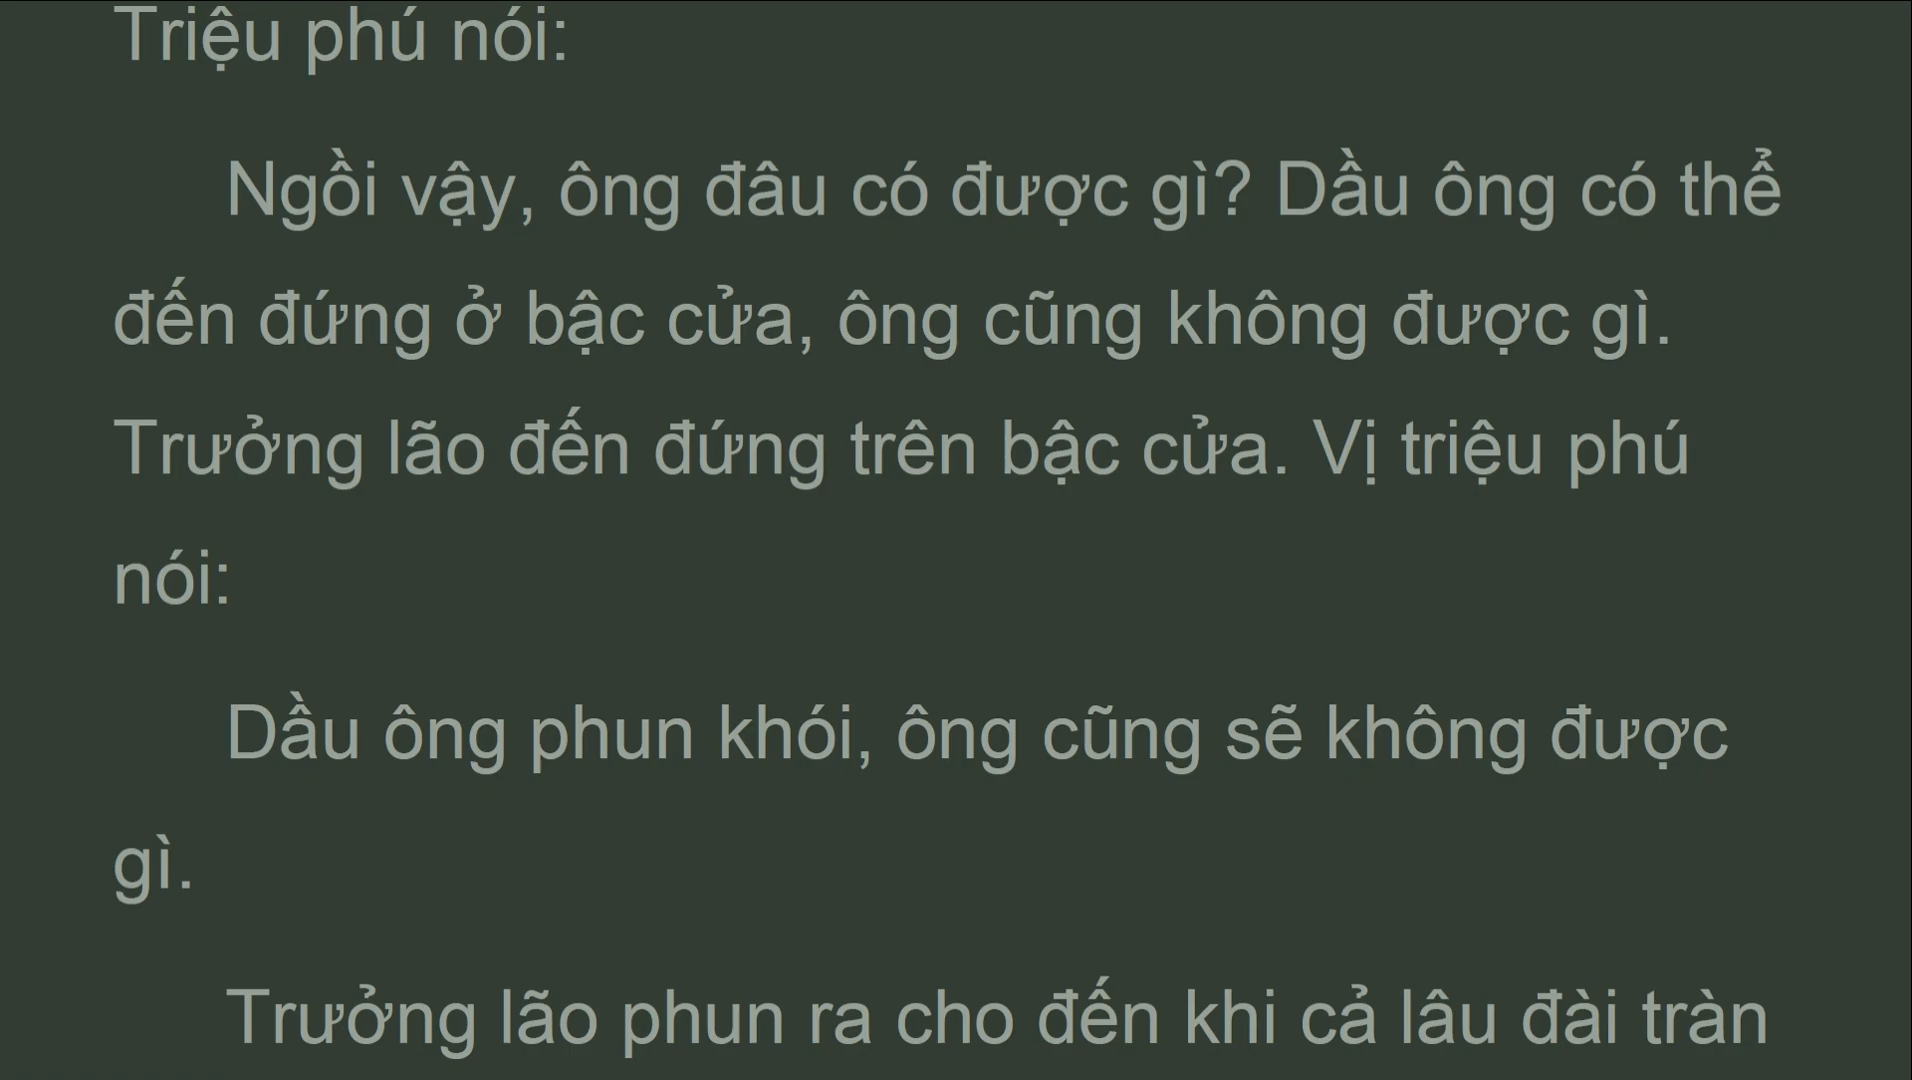 Triệu phú nói:
Ngồi vậy, ông đâu có được gì? Dầu ông có thể
đến đứng ở bậc cửa, ông cũng không được gì.
Trưởng lão đến đứng trên bậc cửa. Vị triệu phú
nói:
Dầu ông phun khói, ông cũng sẽ không được
gì.
Trưởng lão phun ra cho đến khi cả lâu đài tràn